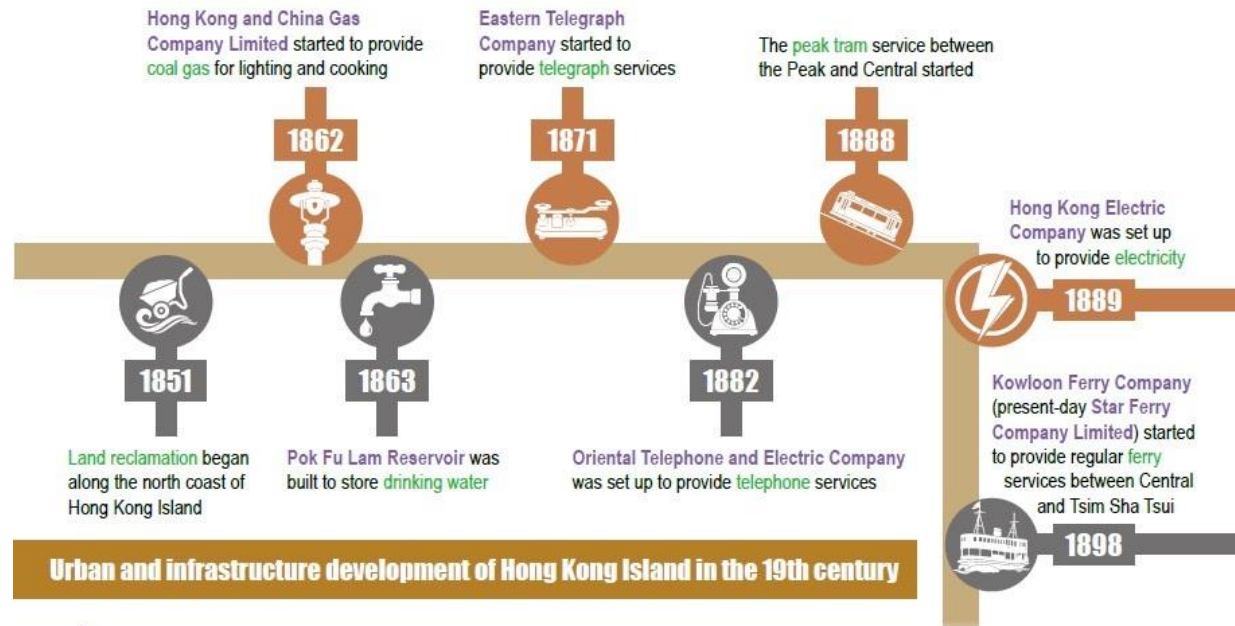 Hong Kong and China Gas
Company Limited started to provide
coal gas for lighting and cooking
1862
Eastern Telegraph
Company started to
provide telegraph services
1871
The peak tram service between
the Peak and Central started
1888
Hong Kong Electric
Company was set up
to provide electricity
1889
1851
Land reclamation began
along the north coast of
Hong Kong Island
1863
Pok Fu Lam Reservoir was
built to store drinking water
1882
Oriental Telephone and Electric Company
was set up to provide telephone services
Kowloon Ferry Company
(present-day Star Ferry
Company Limited) started
to provide regular ferry
services between Central
and Tsim Sha Tsui
1898
Urban and infrastructure development of Hong Kong Island in the 19th century